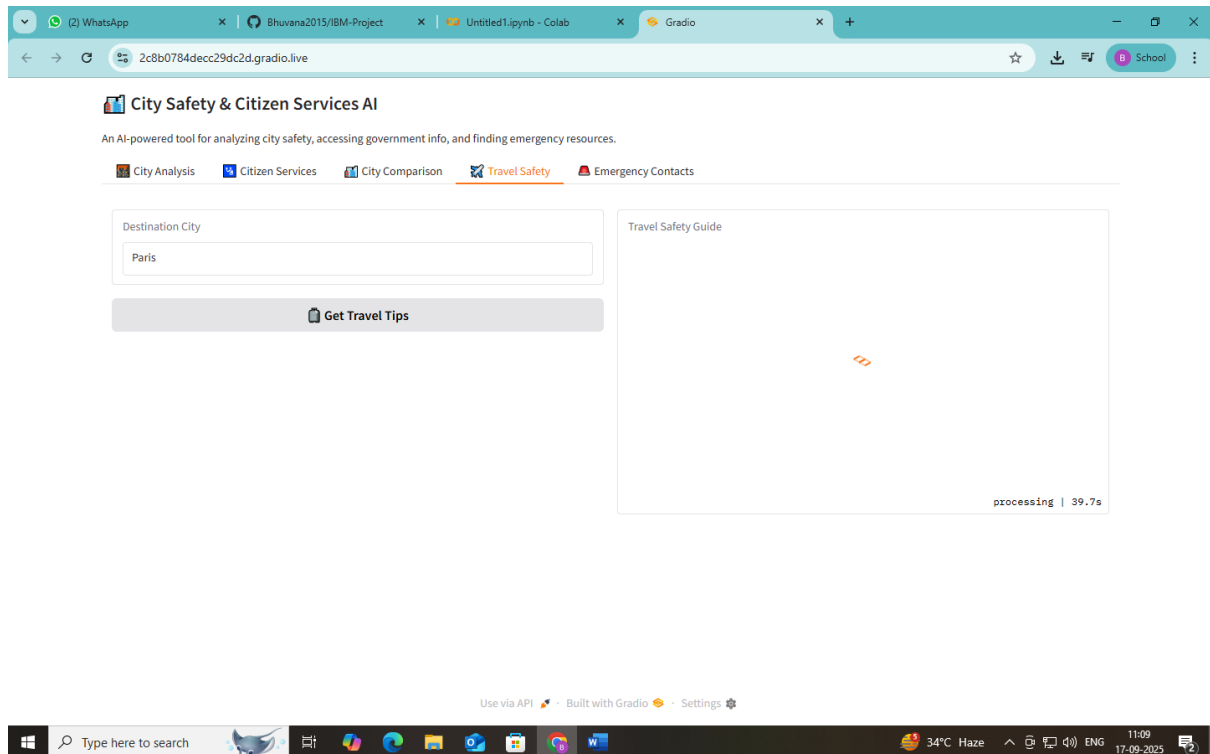 (2) WhatsApp
Bhuvana2015/IBM-Project
Untitled1.ipynb - Colab
Gradio
2c8b0784decc29dc2d.gradio.live
B School
City Safety & Citizen Services AI
An AI-powered tool for analyzing city safety, accessing government info, and finding emergency resources.
City Analysis Citizen Services City Comparison Travel Safety Emergency Contacts
Destination City
Paris
Get Travel Tips
Travel Safety Guide
processing | 39.7s
Use via API · Built with Gradio · Settings
Type here to search
34°C Haze
ENG
11:09
17-09-2025
2